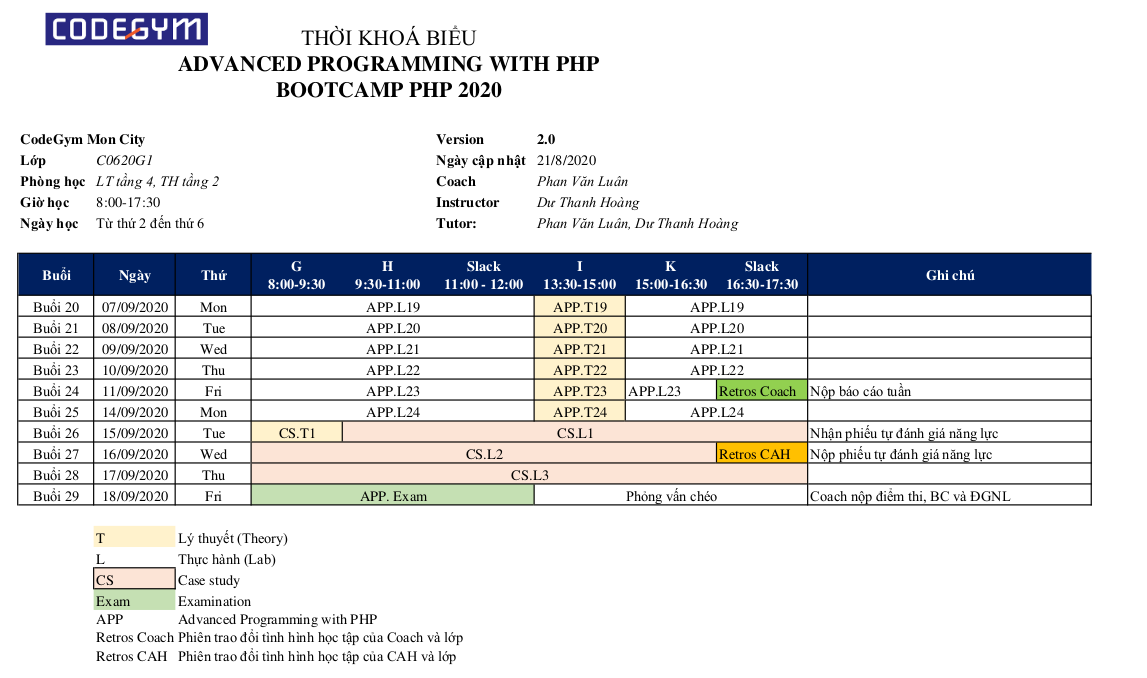 CODEGYM
THỜI KHOÁ BIỂU
ADVANCED PROGRAMMING WITH PHP
BOOTCAMP PHP 2020
CodeGym Mon City Version 2.0
Lớp C0620G1 Ngày cập nhật 21/8/2020
Phòng học LT tầng 4, TH tầng 2 Coach Phan Văn Luân
Giờ học 8:00-17:30 Instructor Dư Thanh Hoàng
Ngày học Từ thứ 2 đến thứ 6 Tutor: Phan Văn Luân, Dư Thanh Hoàng
Buổi Ngày Thứ G H Slack I K Slack Ghi chú
8:00-9:30 9:30-11:00 11:00 - 12:00 13:30-15:00 15:00-16:30 16:30-17:30
Buổi 20 07/09/2020 Mon APP.L19 APP.T19 APP.L19
Buổi 21 08/09/2020 Tue APP.L20 APP.T20 APP.L20
Buổi 22 09/09/2020 Wed APP.L21 APP.T21 APP.L21
Buổi 23 10/09/2020 Thu APP.L22 APP.T22 APP.L22
Buổi 24 11/09/2020 Fri APP.L23 APP.T23 APP.L23 Retros Coach Nộp báo cáo tuần
Buổi 25 14/09/2020 Mon APP.L24 APP.T24 APP.L24
Buổi 26 15/09/2020 Tue CS.T1 CS.L1 Nhận phiếu tự đánh giá năng lực
Buổi 27 16/09/2020 Wed CS.L2 Retros CAH Nộp phiếu tự đánh giá năng lực
Buổi 28 17/09/2020 Thu CS.L3
Buổi 29 18/09/2020 Fri APP. Exam Phỏng vấn chéo Coach nộp điểm thi, BC và ĐGNL
T Lý thuyết (Theory)
L Thực hành (Lab)
CS Case study
Exam Examination
APP Advanced Programming with PHP
Retros Coach Phiên trao đổi tình hình học tập của Coach và lớp
Retros CAH Phiên trao đổi tình hình học tập của CAH và lớp